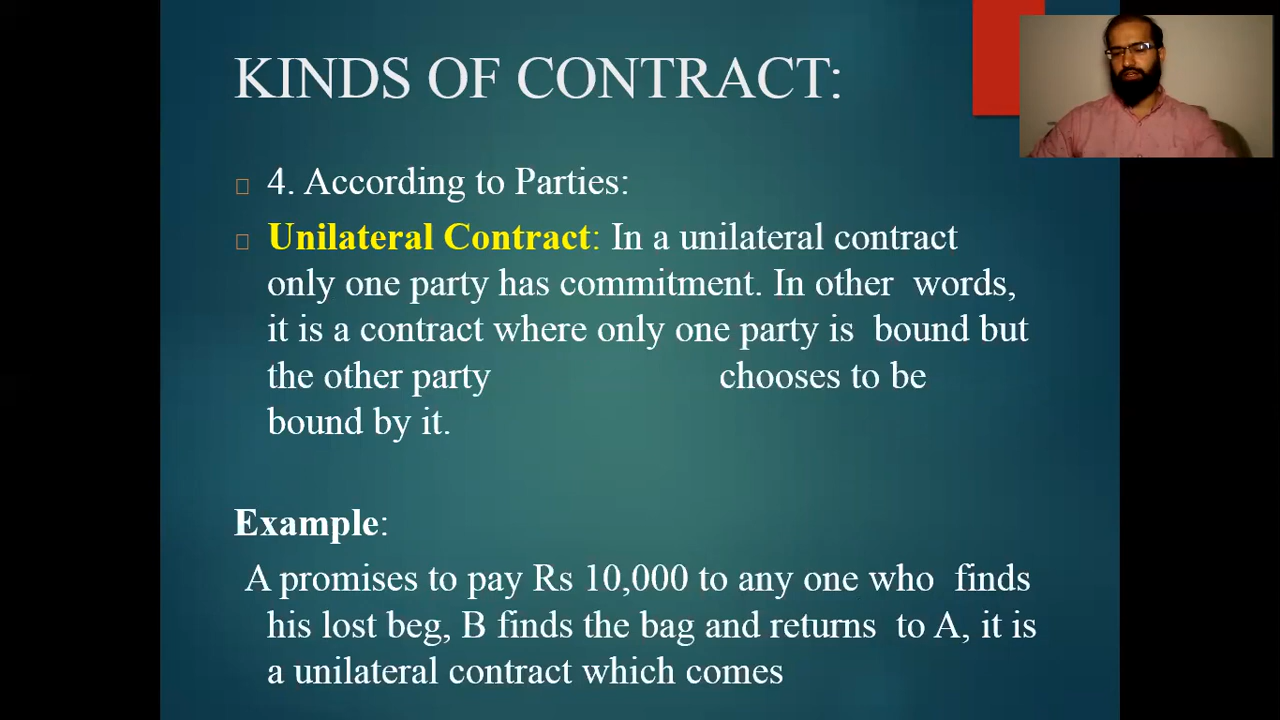 KINDS OF CONTRACT:
4. According to Parties:
Unilateral Contract: In a unilateral contract
only one party has commitment. In other words,
it is a contract where only one party is bound but
the other party chooses to be
bound by it.
Example:
A promises to pay Rs 10,000 to any one who finds
his lost beg, B finds the bag and returns to A, it is
a unilateral contract which comes